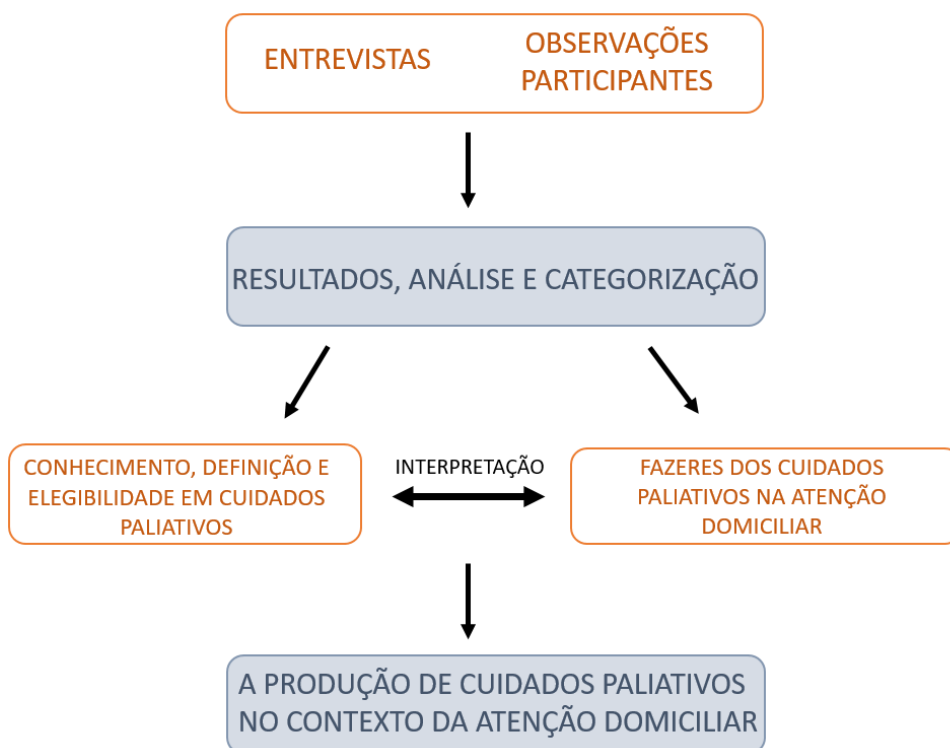 ENTREVISTAS
OBSERVAÇÕES
PARTICIPANTES
RESULTADOS, ANÁLISE E CATEGORIZAÇÃO
CONHECIMENTO, DEFINIÇÃO E
ELEGIBILIDADE EM CUIDADOS
PALIATIVOS
INTERPRETAÇÃO
FAZERES DOS CUIDADOS
PALIATIVOS NA ATENÇÃO
DOMICILIAR
A PRODUÇÃO DE CUIDADOS PALIATIVOS
NO CONTEXTO DA ATENÇÃO DOMICILIAR